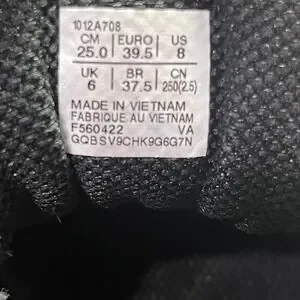 1012A708
CM EURO US
25.0 39.5 8
UK BR CN
6 37.5 250(2.5)
MADE IN VIETNAM
FABRIQUE AU VIETNAM
F560422 VA
GQBSV9CHK9G6G7N